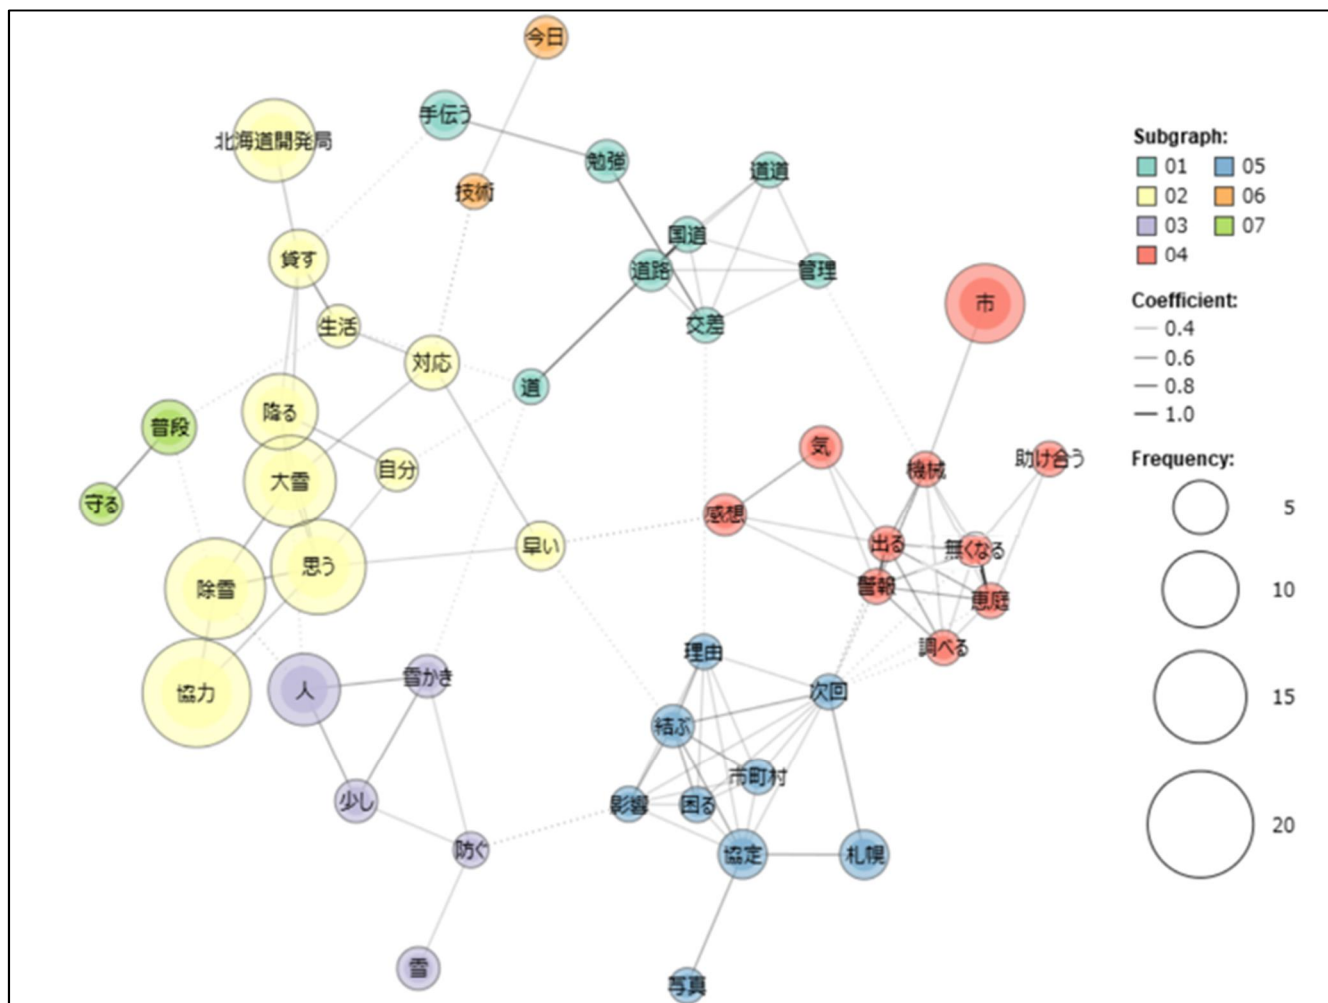 今日
手伝う
北海道開発局
勉強
道道
技術
国道
貸す
道路
管理
市
生活
交差
対応
道
降る
普段
気
助け合う
自分
機械
大雪
守る
感想
早い
出る
無くなる
思う
除雪
警報
恵庭
調べる
理由
雪かき
人
協力
次回
結ぶ
市町村
少し
影響
困る
防ぐ
協定
札幌
雪
写真
Subgraph:
01 05
02 06
03 07
04
Coefficient:
0.4
0.6
0.8
1.0
Frequency:
5
10
15
20